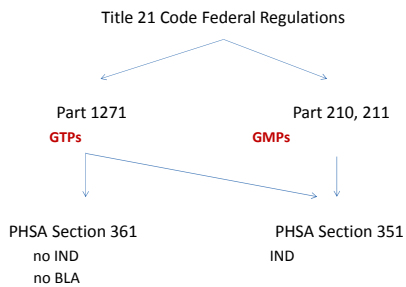 Title 21 Code Federal Regulations
Part 1271
GTPs
Part 210, 211
GMPs
PHSA Section 361
no IND
no BLA
PHSA Section 351
IND